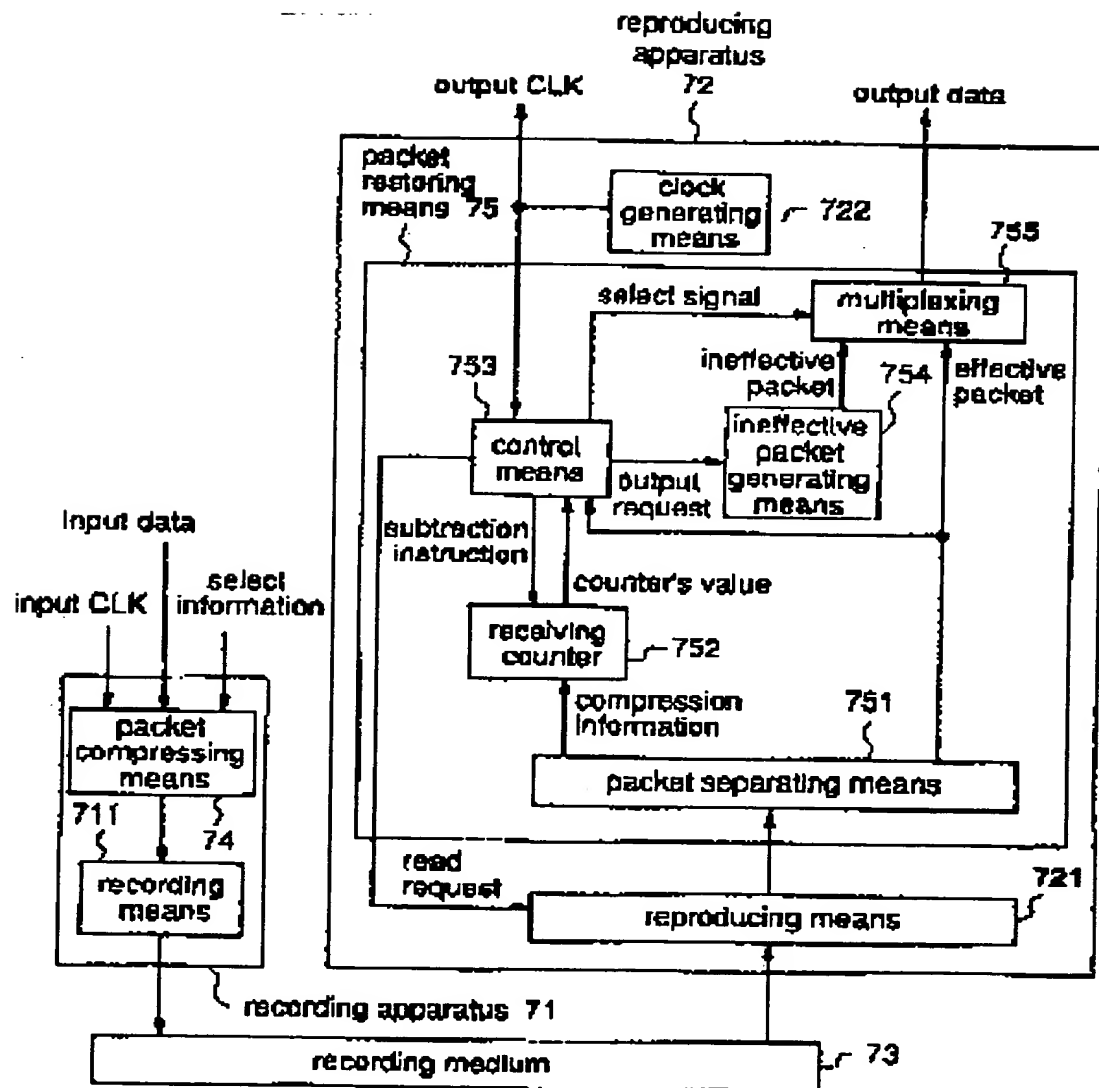 reproducing
apparatus
72
output CLK
output data
packet
restoring
means 75
clock
generating
means
722
755
select signal
multiplexing
means
753
ineffective
packet
754
effective
packet
control
means
output
request
ineffective
packet
generating
means
Input data
subtraction
instruction
input CLK
select
information
counter's value
receiving
counter
752
compression
information
751
packet
compressing
means
packet separating means
711
74
read
request
recording
means
721
reproducing means
recording apparatus 71
recording medium
73